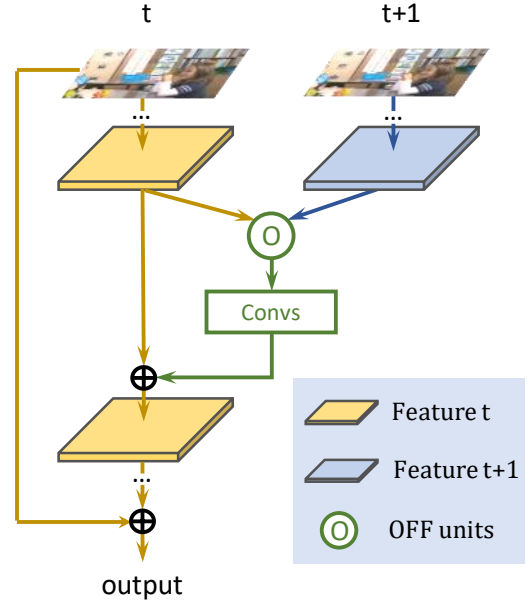 t
t+1
...
...
O
Convs
Feature t
Feature t+1
...
O
OFF units
output